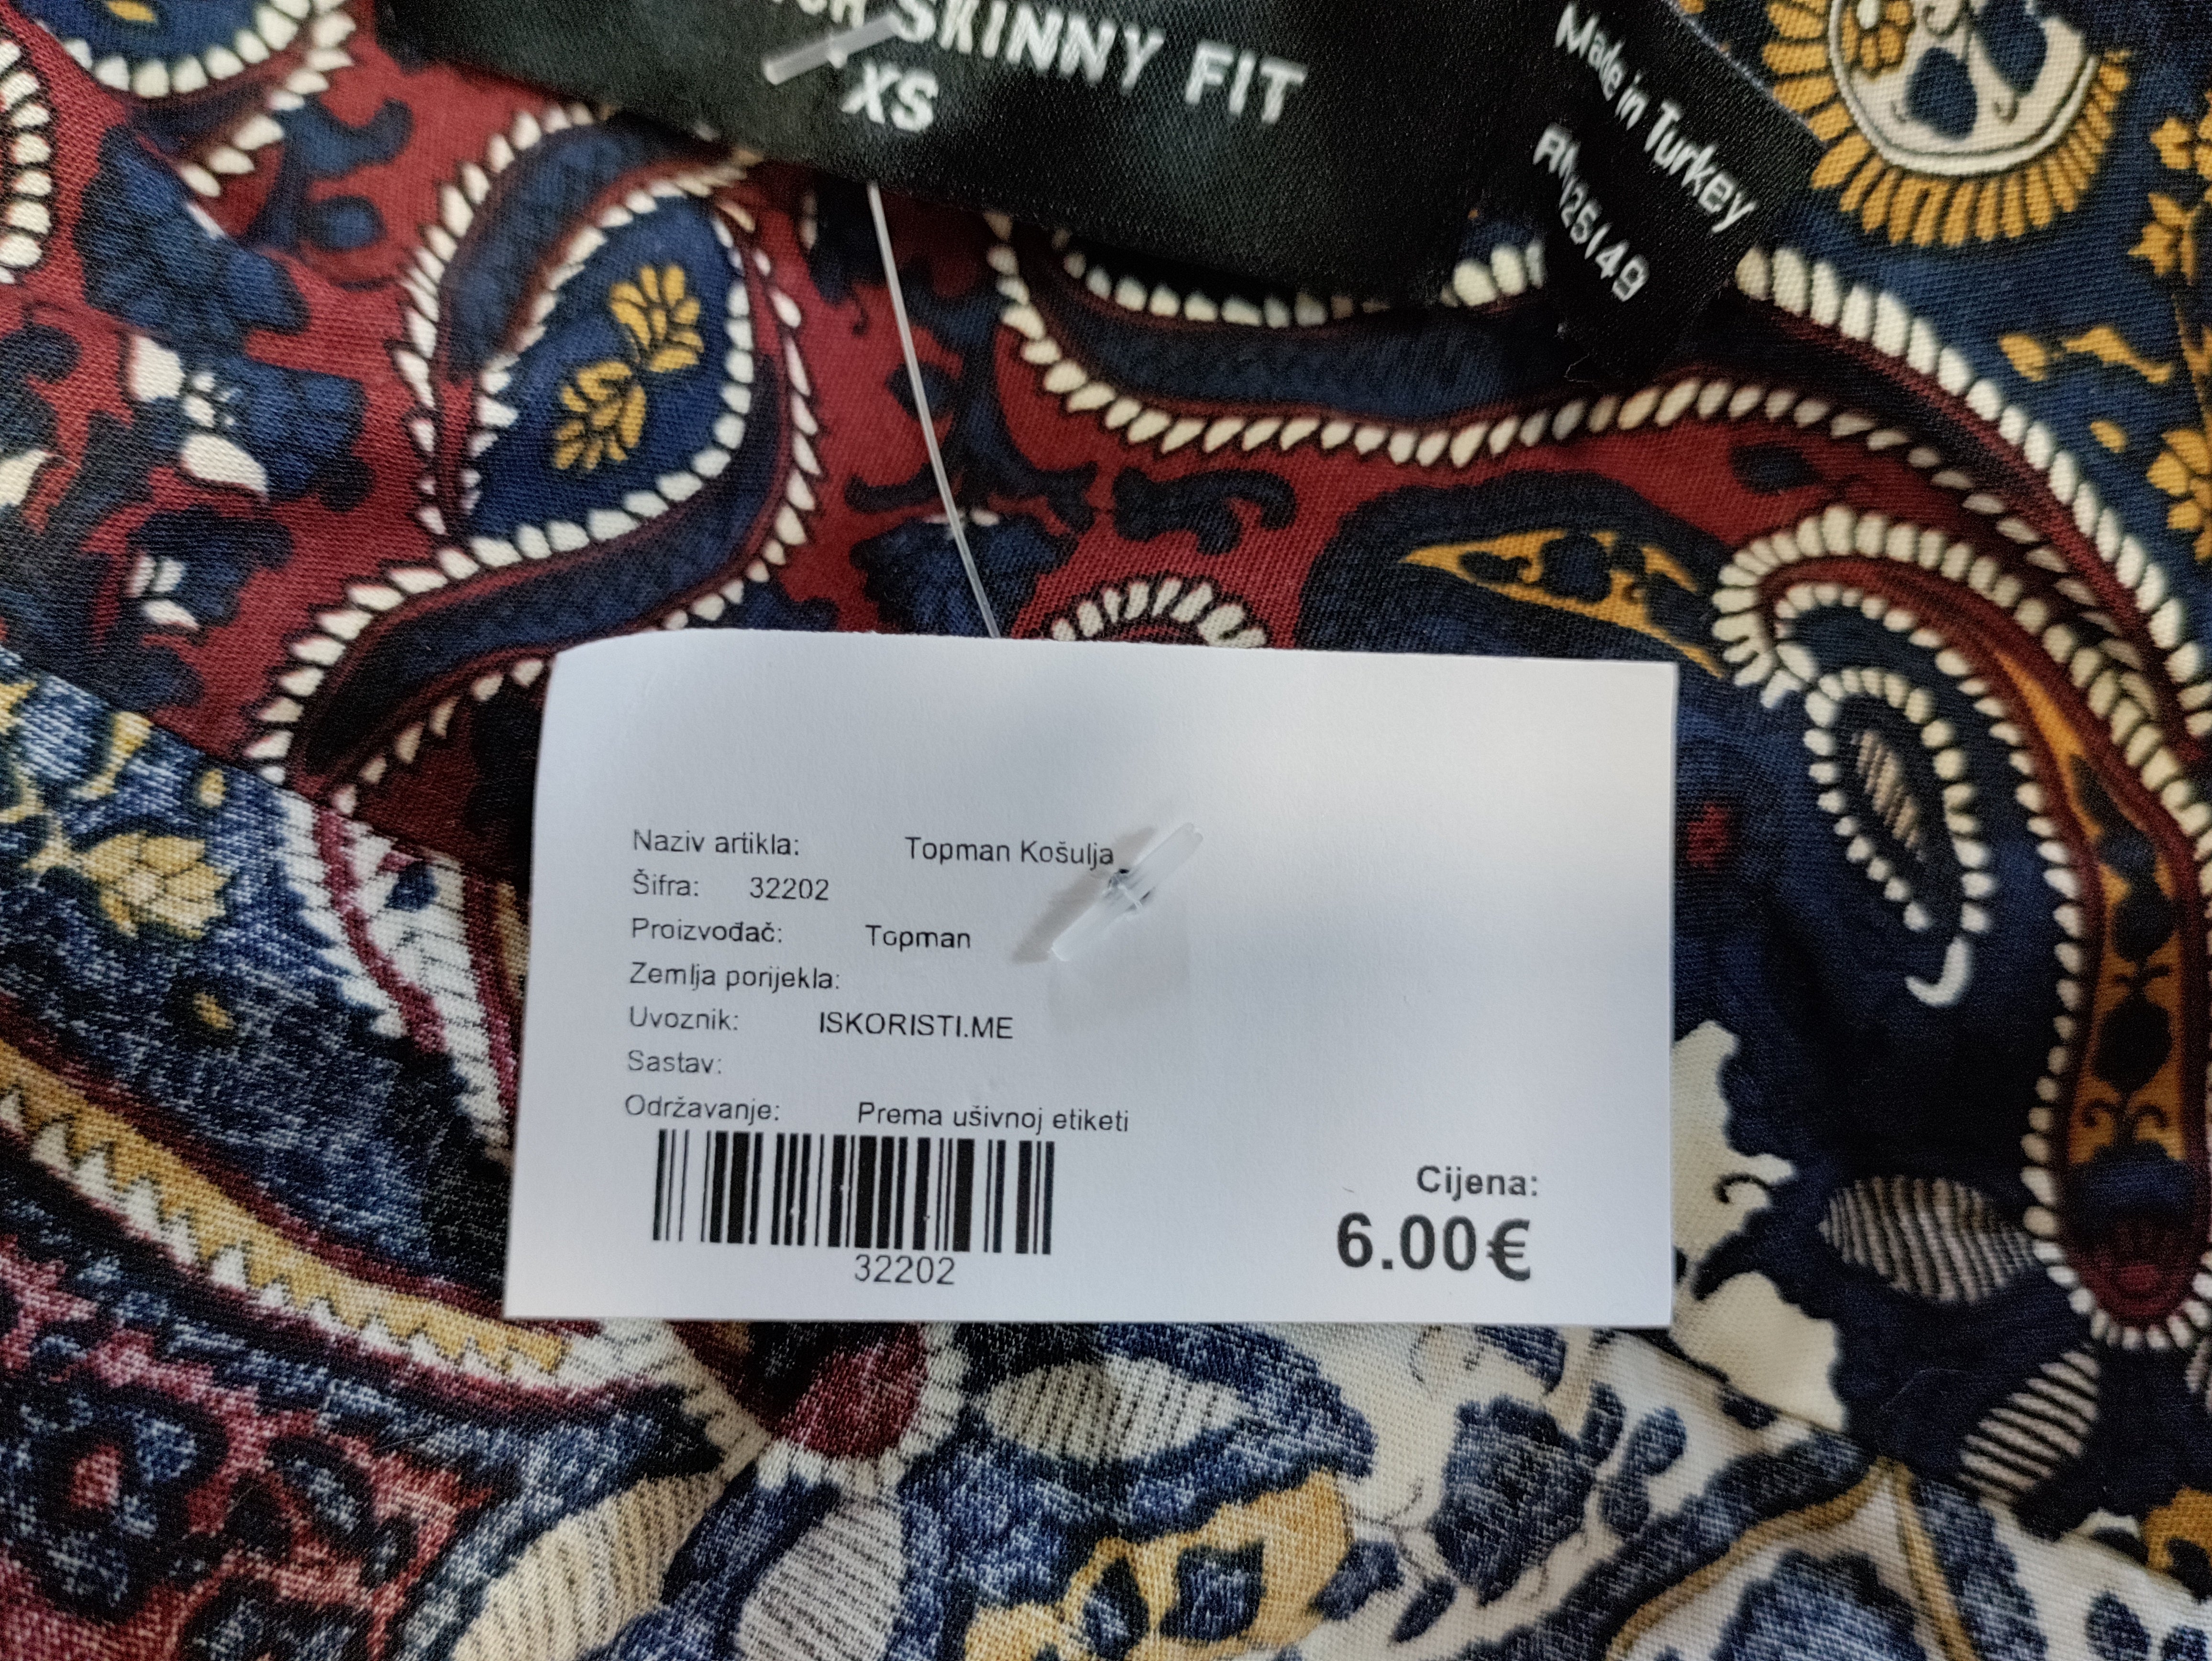 SKINNY FIT
XS
Made in Turkey
RN125149
Naziv artikla: Topman Košulja
Šifra: 32202
Proizvođač: Topman
Zemlja porijekla:
Uvoznik: ISKORISTI.ME
Sastav:
Održavanje: Prema ušivnoj etiketi
32202
Cijena:
6.00€